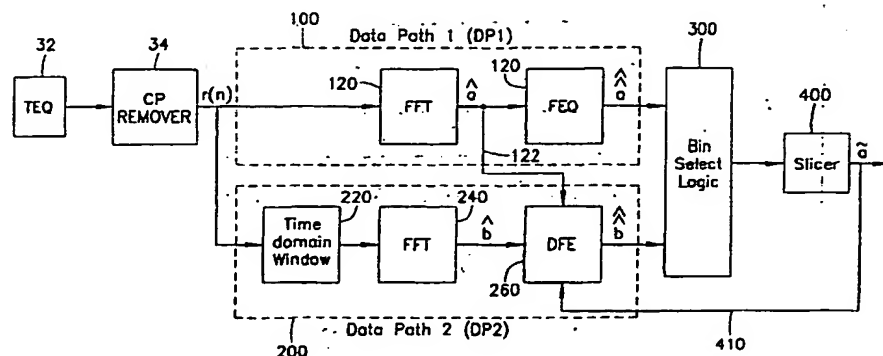 100
Data Path 1 (DP1)
32
34
300
TEQ
CP
REMOVER
r(n)
120
FFT
â
120
FEQ
â̂
122
Bin
Select
Logic
400
Slicer
ã
220
Time
domain
Window
240
FFT
b̂
DFE
260
b̂̂
200
Data Path 2 (DP2)
410